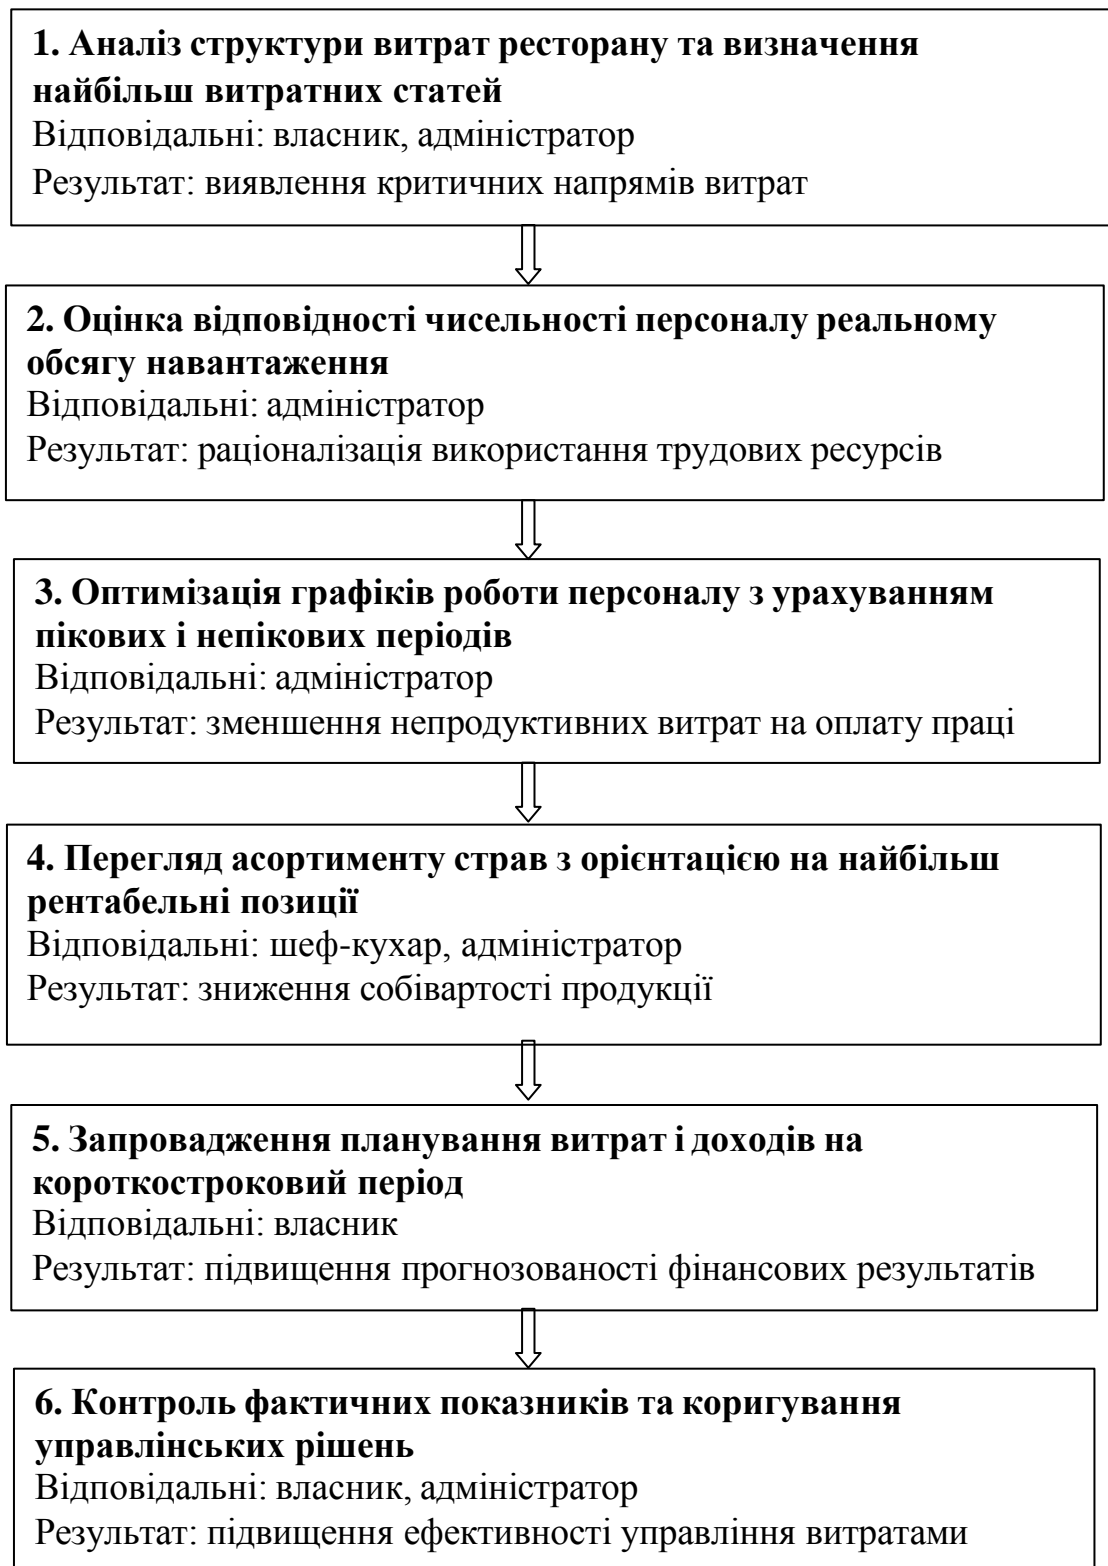 1. Аналіз структури витрат ресторану та визначення
найбільш витратних статей
Відповідальні: власник, адміністратор
Результат: виявлення критичних напрямів витрат
2. Оцінка відповідності чисельності персоналу реальному
обсягу навантаження
Відповідальні: адміністратор
Результат: раціоналізація використання трудових ресурсів
3. Оптимізація графіків роботи персоналу з урахуванням
пікових і непікових періодів
Відповідальні: адміністратор
Результат: зменшення непродуктивних витрат на оплату праці
4. Перегляд асортименту страв з орієнтацією на найбільш
рентабельні позиції
Відповідальні: шеф-кухар, адміністратор
Результат: зниження собівартості продукції
5. Запровадження планування витрат і доходів на
короткостроковий період
Відповідальні: власник
Результат: підвищення прогнозованості фінансових результатів
6. Контроль фактичних показників та коригування
управлінських рішень
Відповідальні: власник, адміністратор
Результат: підвищення ефективності управління витратами